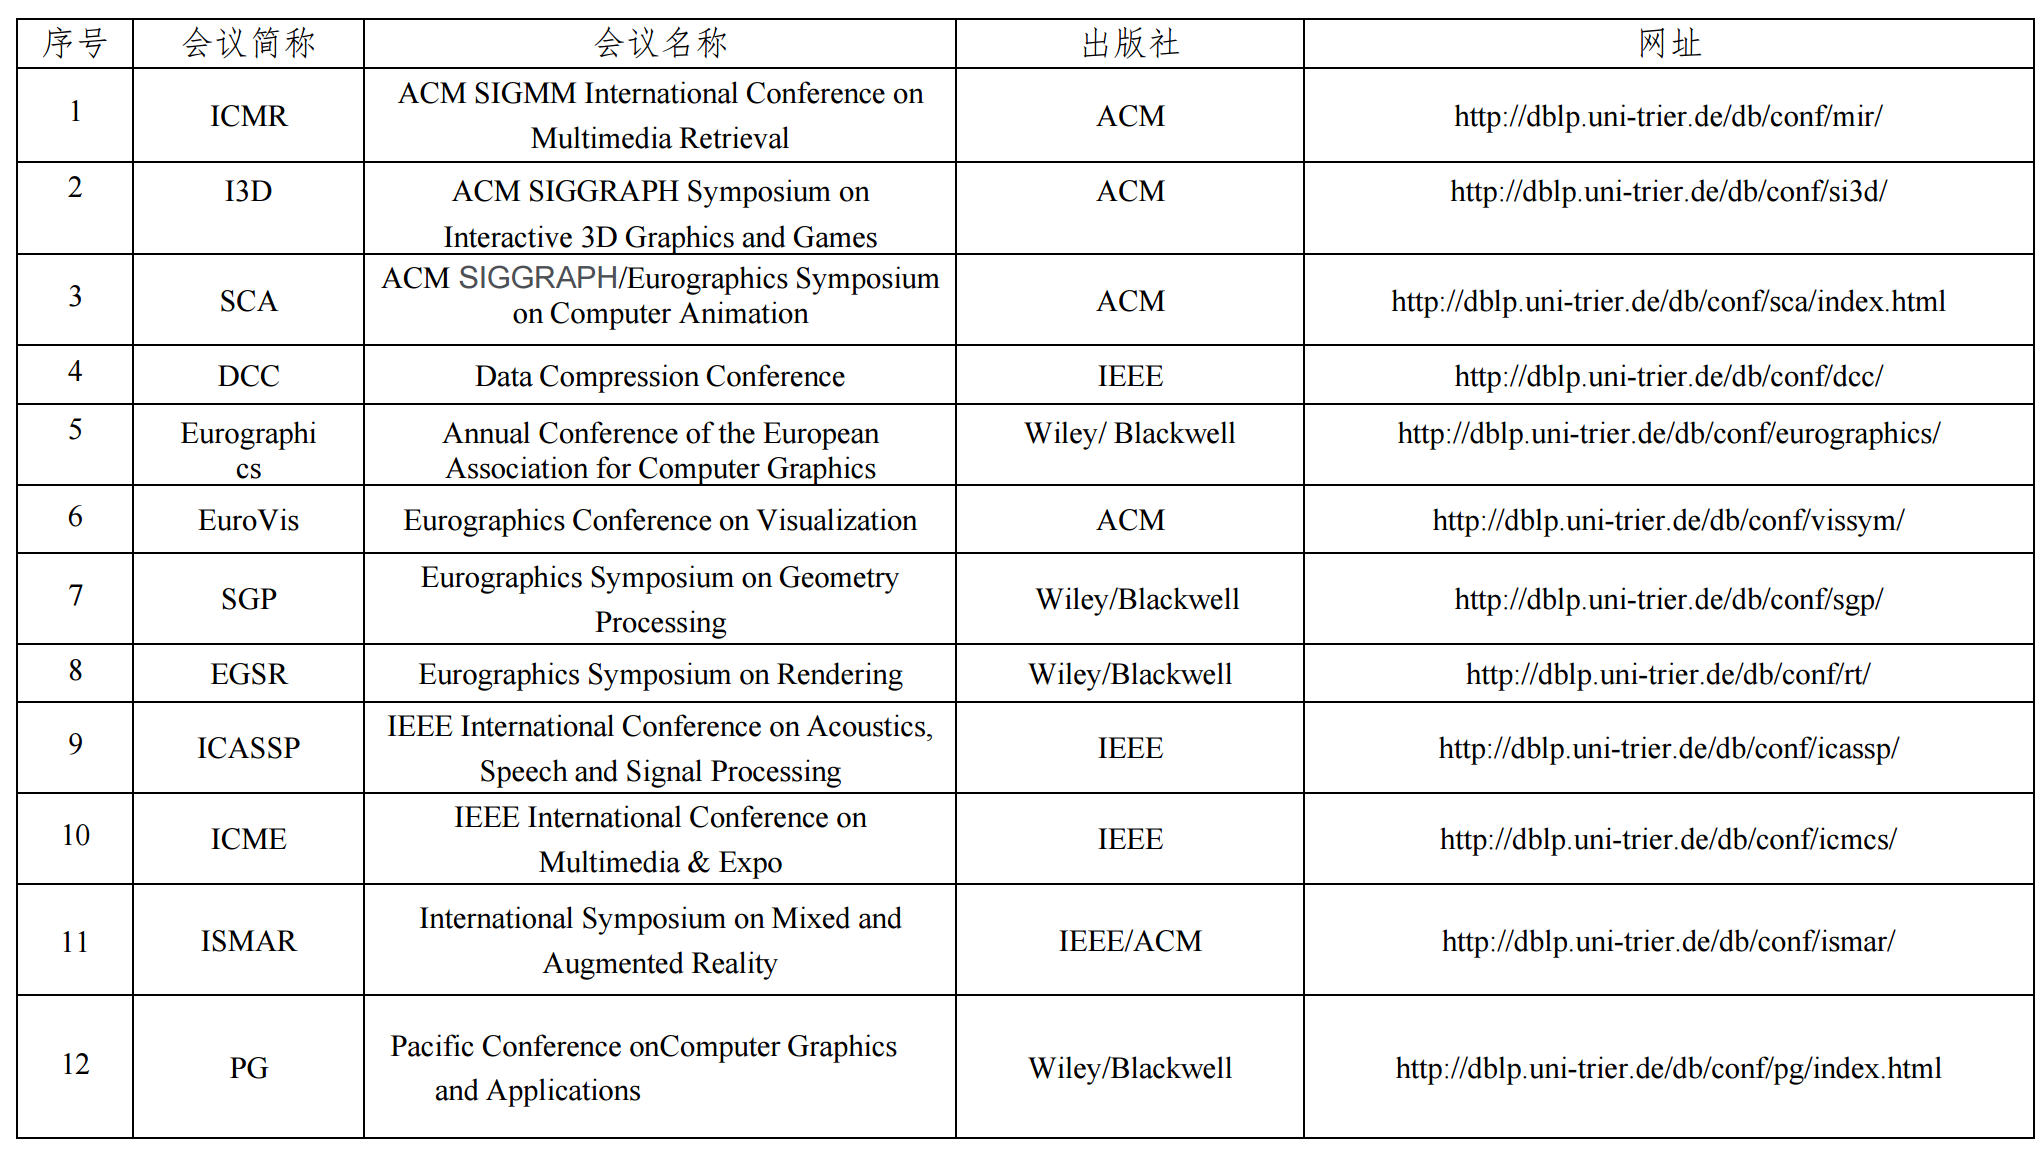 序号 会议简称 会议名称 出版社 网址
1 ICMR ACM SIGMM International Conference on
Multimedia Retrieval ACM http://dblp.uni-trier.de/db/conf/mir/
2 I3D ACM SIGGRAPH Symposium on
Interactive 3D Graphics and Games ACM http://dblp.uni-trier.de/db/conf/si3d/
3 SCA ACM SIGGRAPH/Eurographics Symposium
on Computer Animation ACM http://dblp.uni-trier.de/db/conf/sca/index.html
4 DCC Data Compression Conference IEEE http://dblp.uni-trier.de/db/conf/dcc/
5 Eurographi
cs Annual Conference of the European
Association for Computer Graphics Wiley/ Blackwell http://dblp.uni-trier.de/db/conf/eurographics/
6 EuroVis Eurographics Conference on Visualization ACM http://dblp.uni-trier.de/db/conf/vissym/
7 SGP Eurographics Symposium on Geometry
Processing Wiley/Blackwell http://dblp.uni-trier.de/db/conf/sgp/
8 EGSR Eurographics Symposium on Rendering Wiley/Blackwell http://dblp.uni-trier.de/db/conf/rt/
9 ICASSP IEEE International Conference on Acoustics,
Speech and Signal Processing IEEE http://dblp.uni-trier.de/db/conf/icassp/
10 ICME IEEE International Conference on
Multimedia & Expo IEEE http://dblp.uni-trier.de/db/conf/icmcs/
11 ISMAR International Symposium on Mixed and
Augmented Reality IEEE/ACM http://dblp.uni-trier.de/db/conf/ismar/
12 PG Pacific Conference onComputer Graphics
and Applications Wiley/Blackwell http://dblp.uni-trier.de/db/conf/pg/index.html